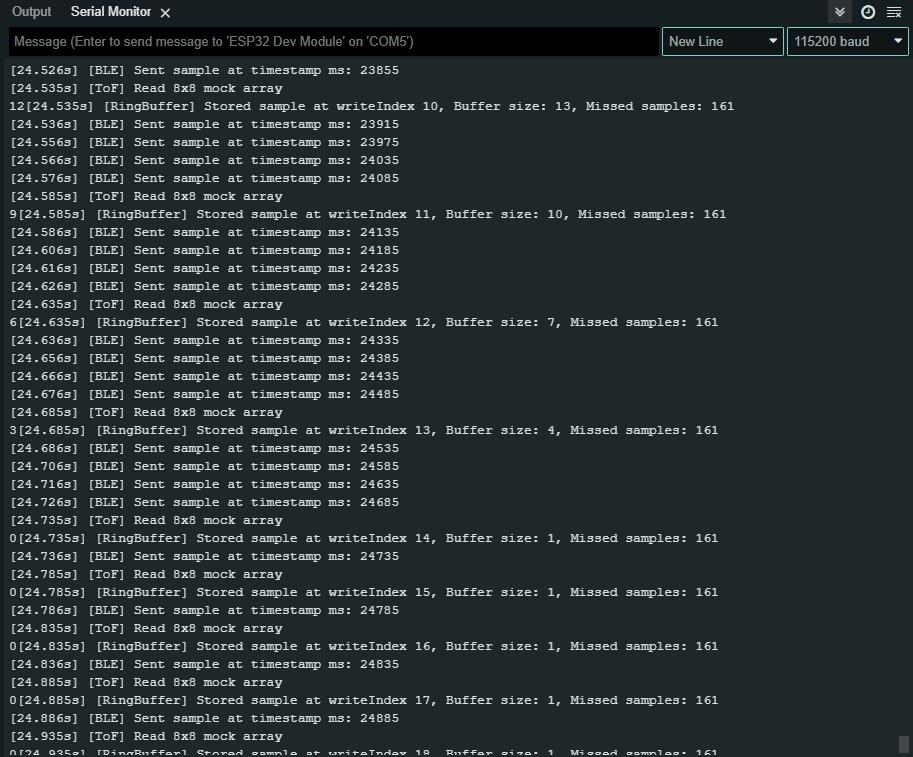 Output Serial Monitor
Message (Enter to send message to 'ESP32 Dev Module' on 'COM5') New Line 115200 baud
[24.526s] [BLE] Sent sample at timestamp ms: 23855
[24.535s] [ToF] Read 8x8 mock array
12[24.535s] [RingBuffer] Stored sample at writeIndex 10, Buffer size: 13, Missed samples: 161
[24.536s] [BLE] Sent sample at timestamp ms: 23915
[24.556s] [BLE] Sent sample at timestamp ms: 23975
[24.566s] [BLE] Sent sample at timestamp ms: 24035
[24.576s] [BLE] Sent sample at timestamp ms: 24085
[24.585s] [ToF] Read 8x8 mock array
9[24.585s] [RingBuffer] Stored sample at writeIndex 11, Buffer size: 10, Missed samples: 161
[24.586s] [BLE] Sent sample at timestamp ms: 24135
[24.606s] [BLE] Sent sample at timestamp ms: 24185
[24.616s] [BLE] Sent sample at timestamp ms: 24235
[24.626s] [BLE] Sent sample at timestamp ms: 24285
[24.635s] [ToF] Read 8x8 mock array
6[24.635s] [RingBuffer] Stored sample at writeIndex 12, Buffer size: 7, Missed samples: 161
[24.636s] [BLE] Sent sample at timestamp ms: 24335
[24.656s] [BLE] Sent sample at timestamp ms: 24385
[24.666s] [BLE] Sent sample at timestamp ms: 24435
[24.676s] [BLE] Sent sample at timestamp ms: 24485
[24.685s] [ToF] Read 8x8 mock array
3[24.685s] [RingBuffer] Stored sample at writeIndex 13, Buffer size: 4, Missed samples: 161
[24.686s] [BLE] Sent sample at timestamp ms: 24535
[24.706s] [BLE] Sent sample at timestamp ms: 24585
[24.716s] [BLE] Sent sample at timestamp ms: 24635
[24.726s] [BLE] Sent sample at timestamp ms: 24685
[24.735s] [ToF] Read 8x8 mock array
0[24.735s] [RingBuffer] Stored sample at writeIndex 14, Buffer size: 1, Missed samples: 161
[24.736s] [BLE] Sent sample at timestamp ms: 24735
[24.785s] [ToF] Read 8x8 mock array
0[24.785s] [RingBuffer] Stored sample at writeIndex 15, Buffer size: 1, Missed samples: 161
[24.786s] [BLE] Sent sample at timestamp ms: 24785
[24.835s] [ToF] Read 8x8 mock array
0[24.835s] [RingBuffer] Stored sample at writeIndex 16, Buffer size: 1, Missed samples: 161
[24.836s] [BLE] Sent sample at timestamp ms: 24835
[24.885s] [ToF] Read 8x8 mock array
0[24.885s] [RingBuffer] Stored sample at writeIndex 17, Buffer size: 1, Missed samples: 161
[24.886s] [BLE] Sent sample at timestamp ms: 24885
[24.935s] [ToF] Read 8x8 mock array
0[24.935s] [RingBuffer] Stored sample at writeIndex 18, Buffer size: 1, Missed samples: 161